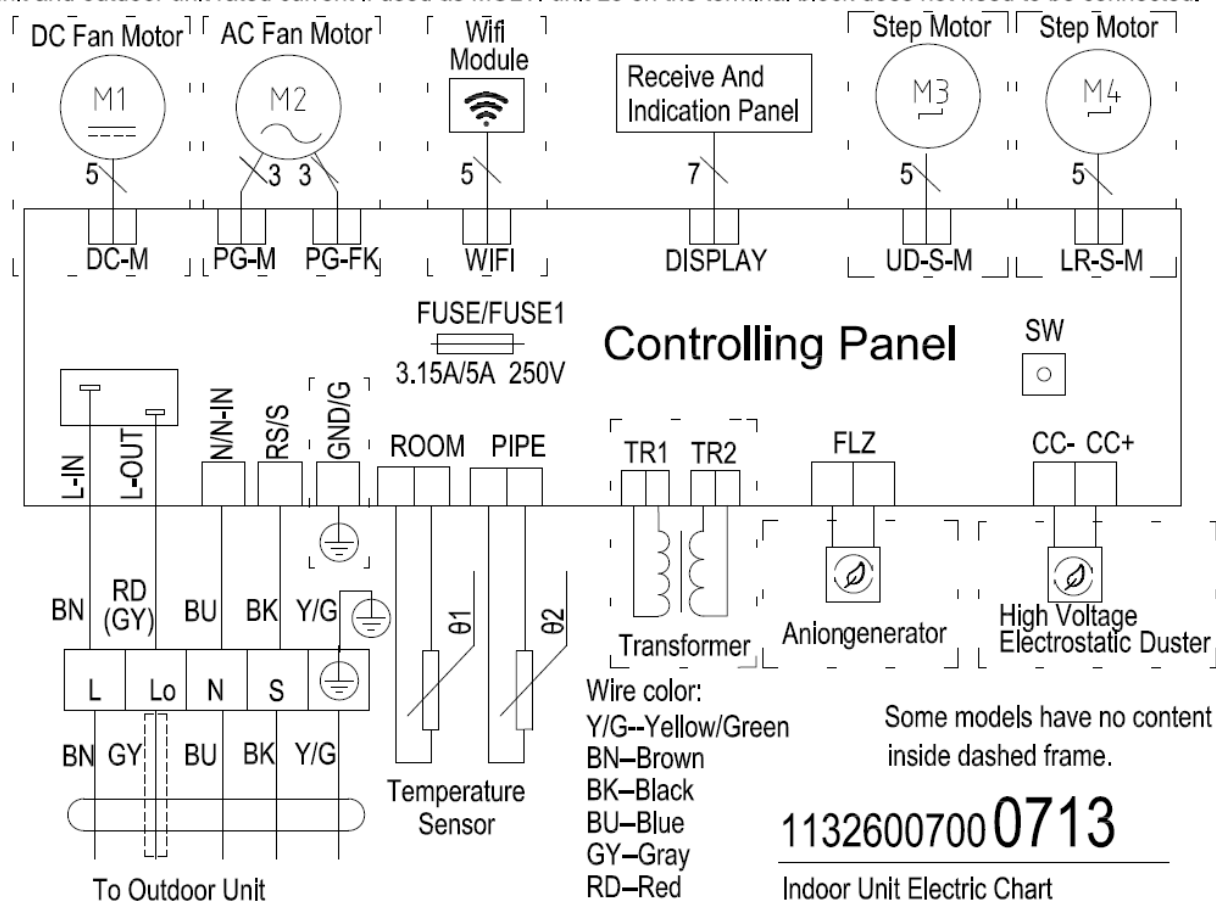 DC Fan Motor
AC Fan Motor
Wifi
Module
Step Motor
Step Motor
M1
M2
Receive And
Indication Panel
M3
M4
5
3
3
5
7
5
5
DC-M
PG-M
PG-FK
WIFI
DISPLAY
UD-S-M
LR-S-M
FUSE/FUSE1
3.15A/5A 250V
Controlling Panel
SW
L-IN
L-OUT
N/N-IN
RS/S
GND/G
ROOM
PIPE
TR1
TR2
FLZ
CC- CC+
BN
RD
(GY)
BU
BK
Y/G
θ1
θ2
Transformer
Aniongenerator
High Voltage
Electrostatic Duster
L
Lo
N
S
BN
GY
BU
BK
Y/G
Temperature
Sensor
To Outdoor Unit
Wire color:
Y/G--Yellow/Green
BN–Brown
BK–Black
BU–Blue
GY–Gray
RD–Red
Some models have no content
inside dashed frame.
1132600700 0713
Indoor Unit Electric Chart